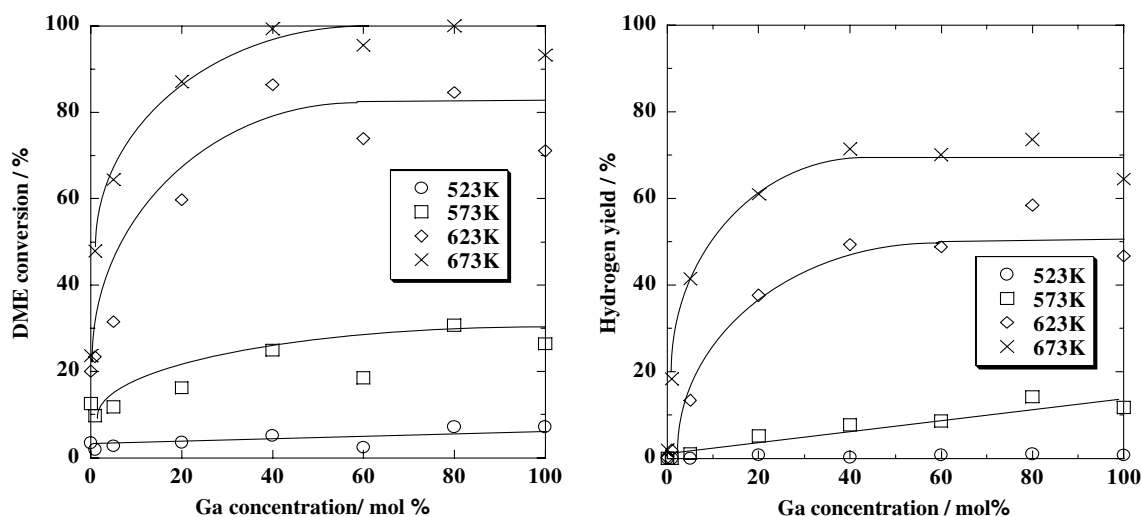 DME conversion / %
100
80
60
40
20
0
0 20 40 60 80 100
Ga concentration/ mol %
523K
573K
623K
673K
Hydrogen yield / %
100
80
60
40
20
0
0 20 40 60 80 100
Ga concentration / mol%
523K
573K
623K
673K